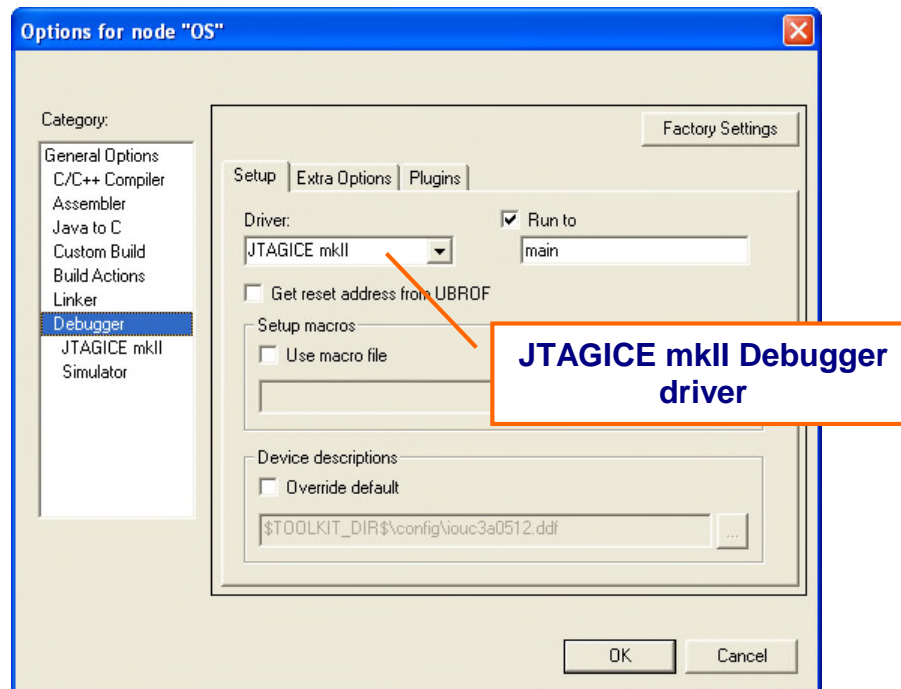 Options for node "OS"
Category:
General Options
C/C++ Compiler
Assembler
Java to C
Custom Build
Build Actions
Linker
Debugger
JTAGICE mkII
Simulator
Factory Settings
Setup
Extra Options
Plugins
Driver:
JTAGICE mkII
Run to
main
Get reset address from UBROF
Setup macros
Use macro file
JTAGICE mkII Debugger
driver
Device descriptions
Override default
$TOOLKIT_DIR$\config\iouc3a0512.ddf
...
OK
Cancel